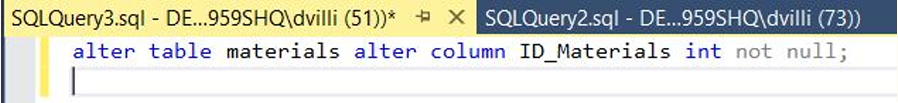 SQLQuery3.sql - DE...959SHQ\dvilli (51))* SQLQuery2.sql - DE...959SHQ\dvilli (73))
alter table materials alter column ID_Materials int not null;